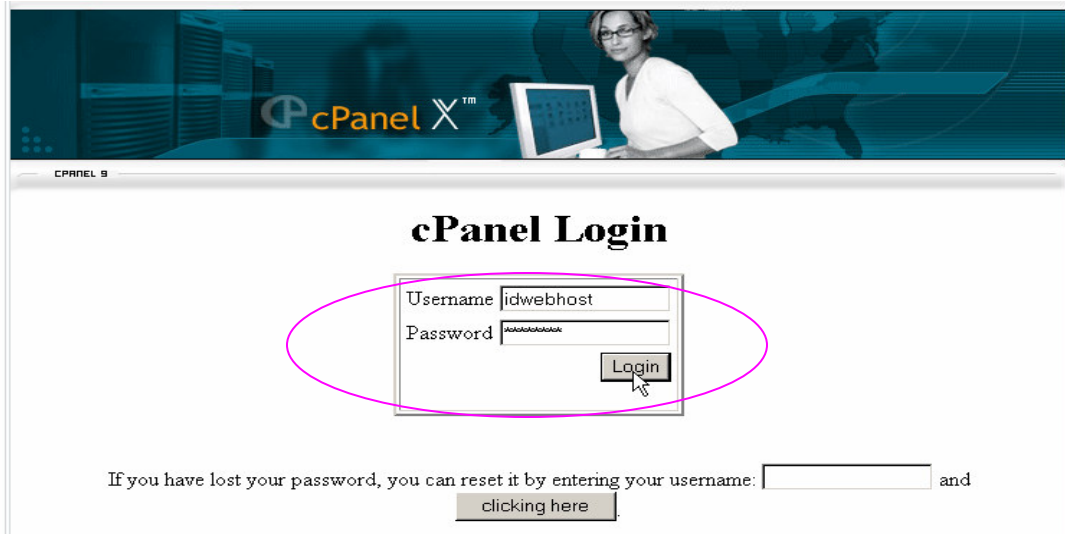 cPanel X™
CPANEL 9
cPanel Login
Username idwebhost
Password **********
Login
If you have lost your password, you can reset it by entering your username: and
clicking here.